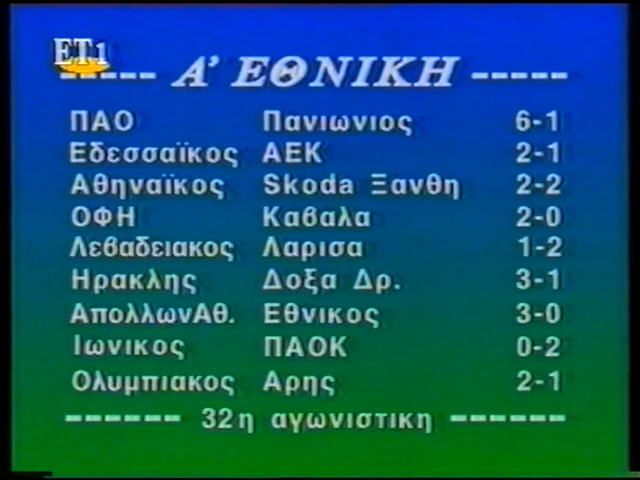 ET1
Α' ΕΘΝΙΚΗ
ΠΑΟ Πανιωνιος 6-1
Εδεσσαϊκος ΑΕΚ 2-1
Αθηναϊκος Skoda Ξανθη 2-2
ΟΦΗ Καβαλα 2-0
Λεβαδειακος Λαρισα 1-2
Ηρακλης Δοξα Δρ. 3-1
ΑπολλωνΑθ. Εθνικος 3-0
Ιωνικος ΠΑΟΚ 0-2
Ολυμπιακος Αρης 2-1
32η αγωνιστικη